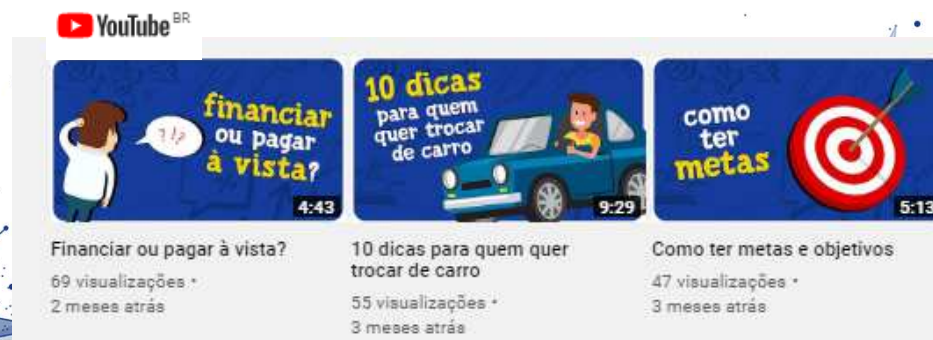 YouTube BR
financiar
ou pagar
à vista?
?!?
4:43
10 dicas
para quem
quer trocar
de carro
9:29
como
ter
metas
5:13
Financiar ou pagar à vista?
69 visualizações •
2 meses atrás
10 dicas para quem quer
trocar de carro
55 visualizações •
3 meses atrás
Como ter metas e objetivos
47 visualizações •
3 meses atrás